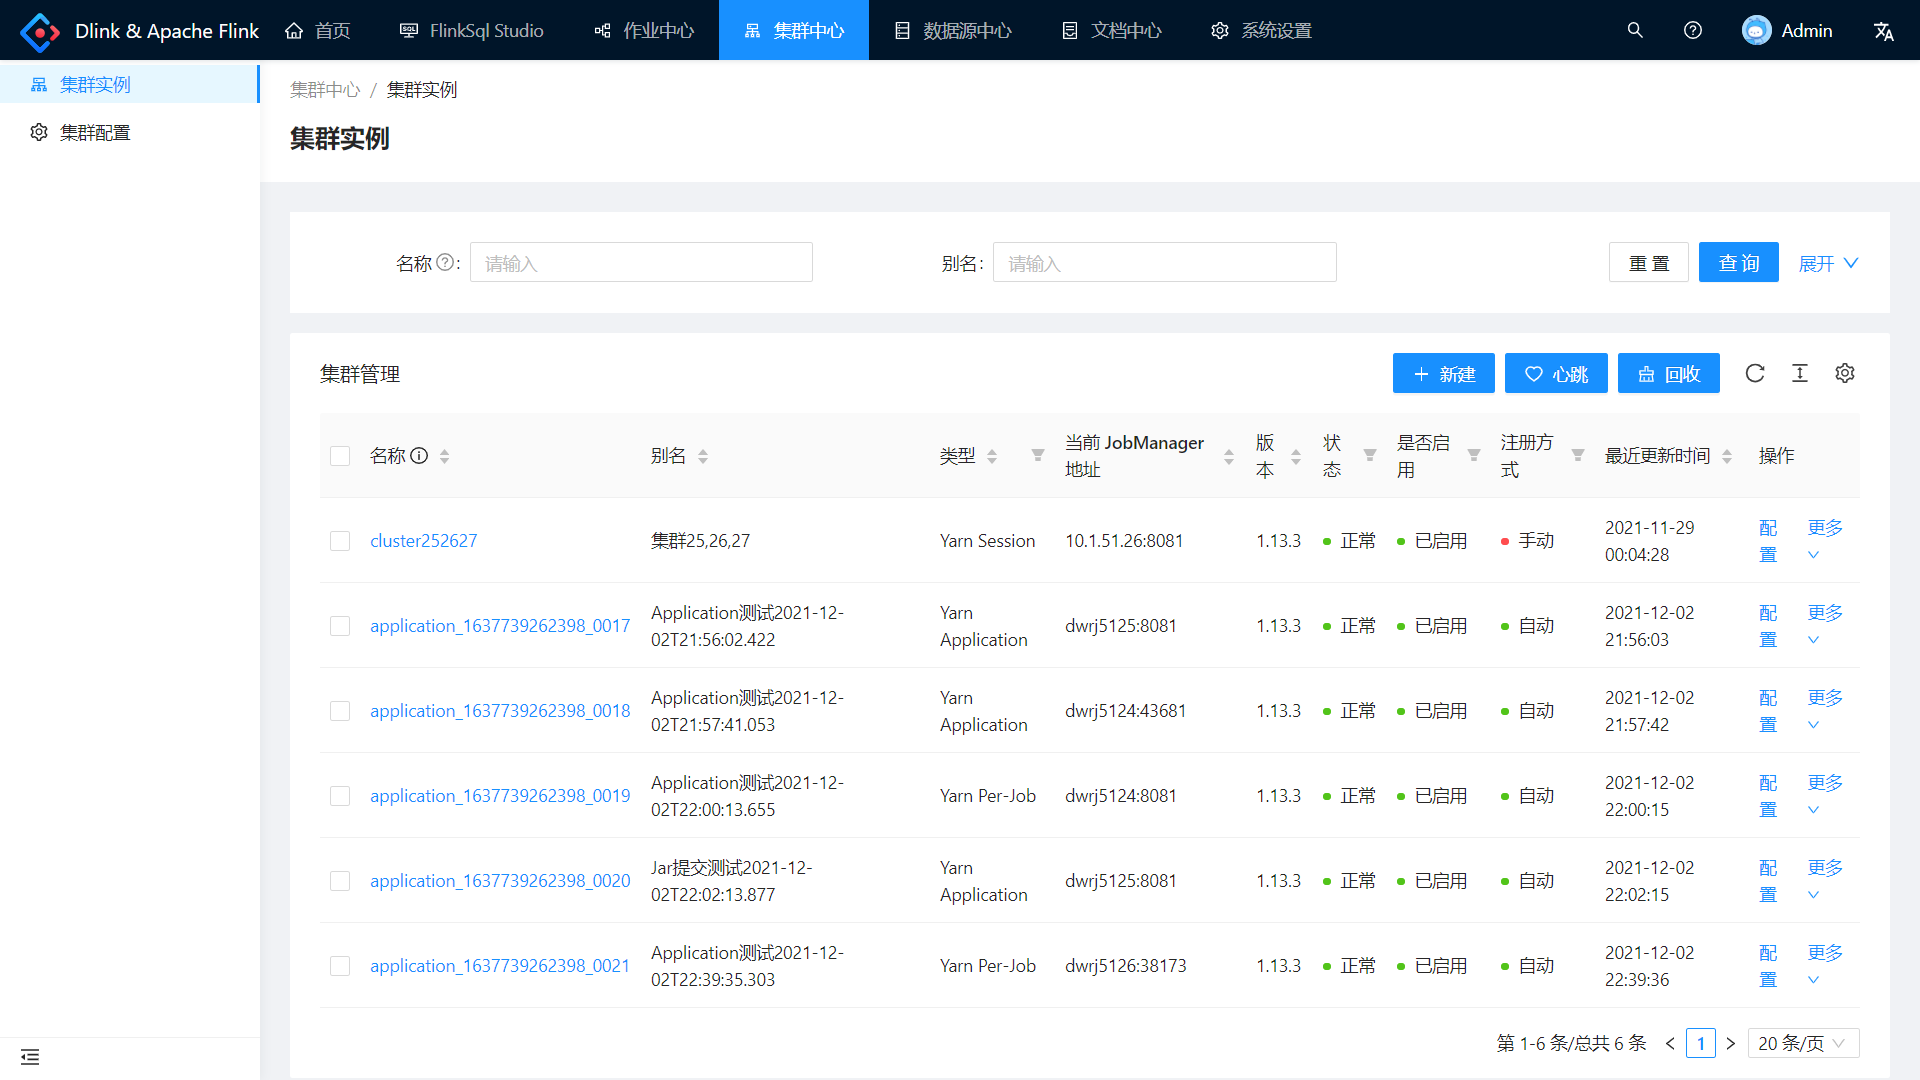 Dlink & Apache Flink 首页 FlinkSql Studio 作业中心 集群中心 数据源中心 文档中心 系统设置 Admin
集群实例
集群配置
集群中心 / 集群实例
集群实例
名称 : 请输入 别名 : 请输入 重 置 查 询 展开
集群管理 新建 心跳 回收
名称 别名 类型 当前 JobManager 地址 版本 状态 是否启用 注册方式 最近更新时间 操作
cluster252627 集群25,26,27 Yarn Session 10.1.51.26:8081 1.13.3 正常 已启用 手动 2021-11-29 00:04:28 配置 更多
application_1637739262398_0017 Application测试2021-12-02T21:56:02.422 Yarn Application dwrj5125:8081 1.13.3 正常 已启用 自动 2021-12-02 21:56:03 配置 更多
application_1637739262398_0018 Application测试2021-12-02T21:57:41.053 Yarn Application dwrj5124:43681 1.13.3 正常 已启用 自动 2021-12-02 21:57:42 配置 更多
application_1637739262398_0019 Application测试2021-12-02T22:00:13.655 Yarn Per-Job dwrj5124:8081 1.13.3 正常 已启用 自动 2021-12-02 22:00:15 配置 更多
application_1637739262398_0020 Jar提交测试2021-12-02T22:02:13.877 Yarn Application dwrj5125:8081 1.13.3 正常 已启用 自动 2021-12-02 22:02:15 配置 更多
application_1637739262398_0021 Application测试2021-12-02T22:39:35.303 Yarn Per-Job dwrj5126:38173 1.13.3 正常 已启用 自动 2021-12-02 22:39:36 配置 更多
第 1-6 条/总共 6 条 < 1 > 20 条/页